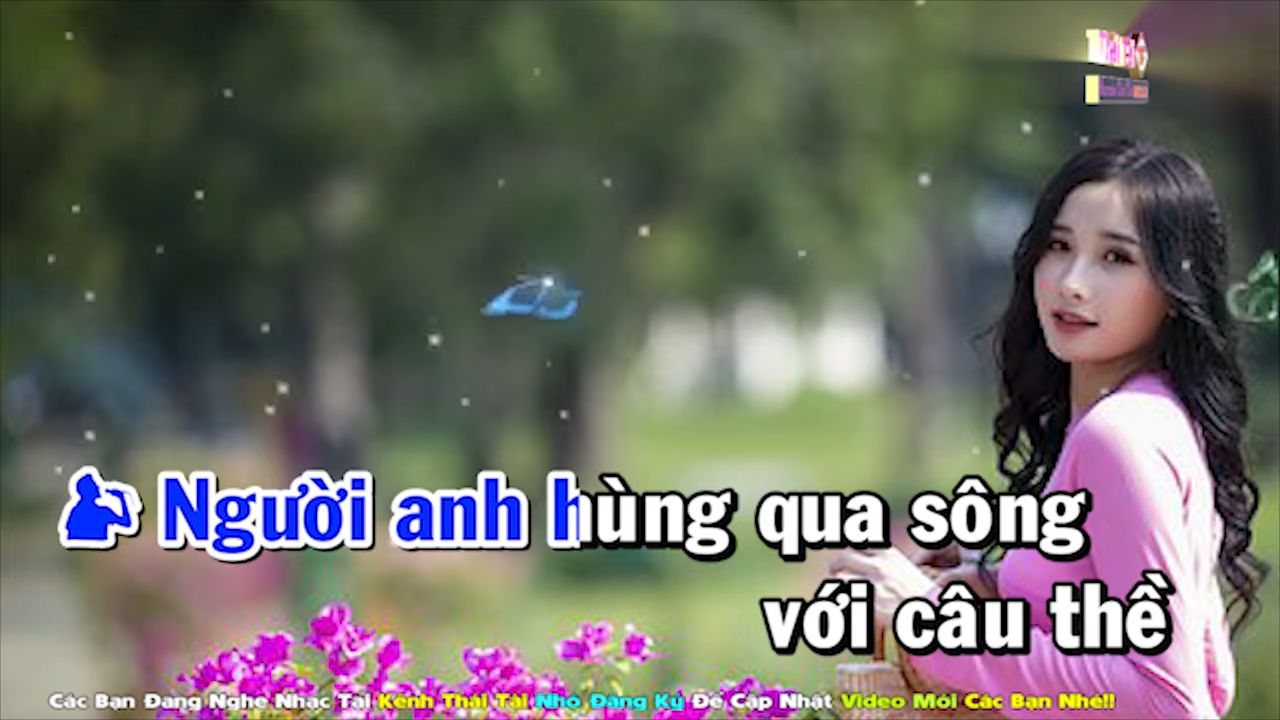 Người anh hùng qua sông
với câu thề
Các Bạn Đang Nghe Nhạc Tại Kênh Thái Tài Nhớ Đăng Ký Để Cập Nhật Video Mới Các Bạn Nhé!!